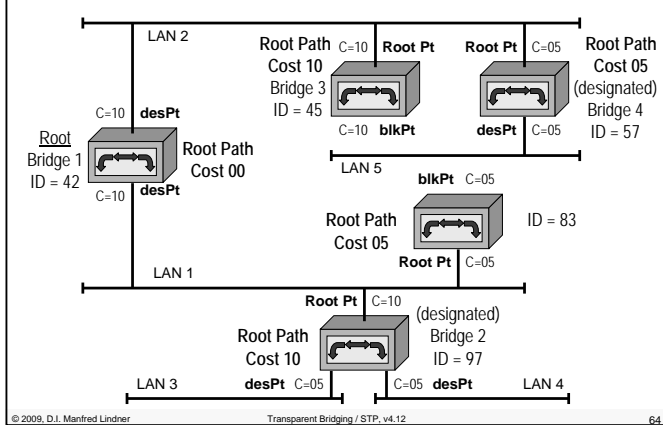 LAN 2
Root Path
Cost 10
Bridge 3
ID = 45
C=10 Root Pt
C=10 blkPt
Root Pt C=05
desPt C=05
Root Path
Cost 05
(designated)
Bridge 4
ID = 57
LAN 5
C=10 desPt
Root
Bridge 1
ID = 42
Root Path
Cost 00
C=10 desPt
blkPt C=05
Root Path
Cost 05
ID = 83
Root Pt C=05
LAN 1
Root Pt C=10
Root Path
Cost 10
(designated)
Bridge 2
ID = 97
LAN 3
desPt C=05
C=05 desPt
LAN 4
© 2009, D.I. Manfred Lindner
Transparent Bridging / STP, v4.12
64